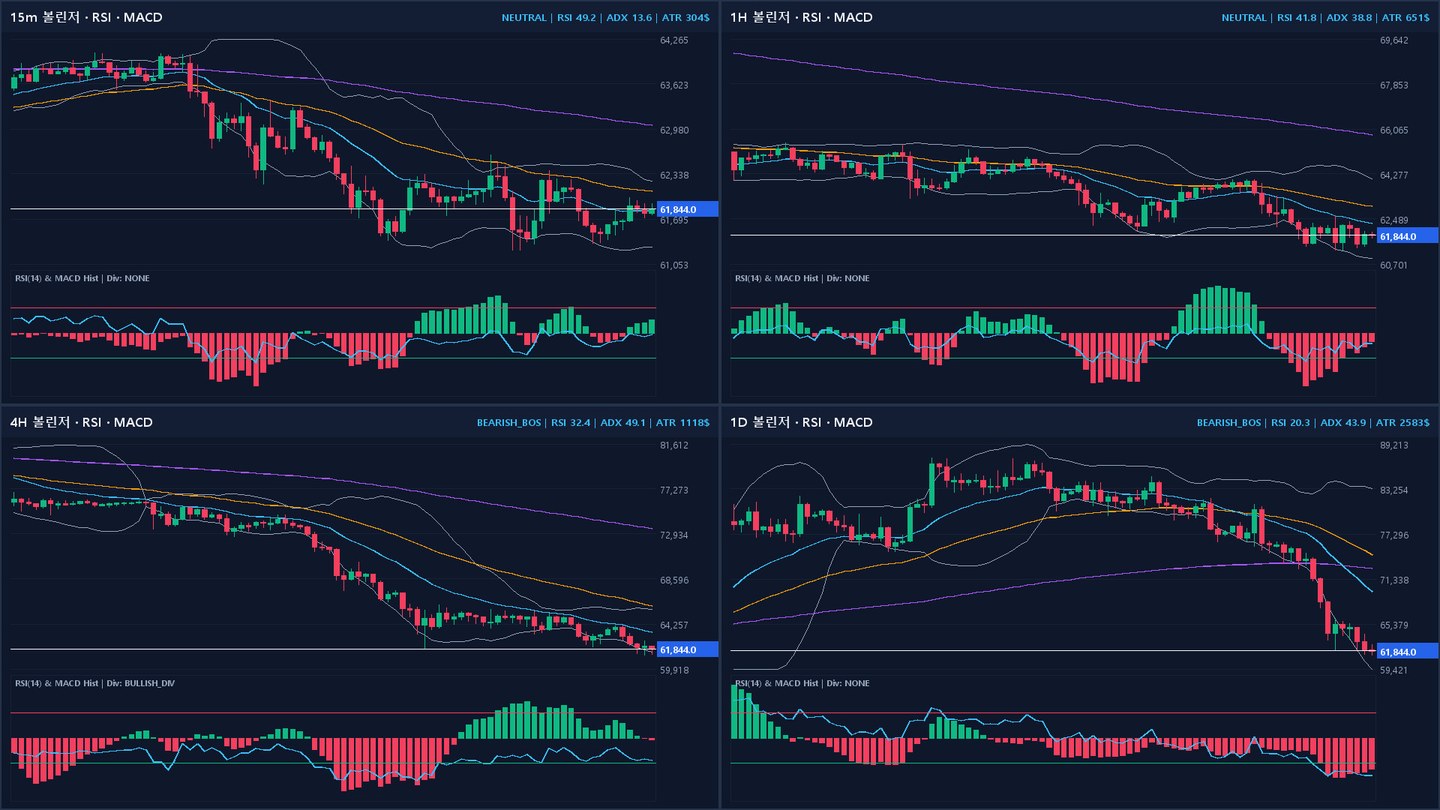 15m 볼린저 · RSI · MACD
NEUTRAL | RSI 49.2 | ADX 13.6 | ATR 304$
64,265
63,623
62,980
62,338
61,844.0
61,695
61,053
RSI(14) & MACD Hist | Div: NONE
1H 볼린저 · RSI · MACD
NEUTRAL | RSI 41.8 | ADX 38.8 | ATR 651$
69,642
67,853
66,065
64,277
62,489
61,844.0
60,701
RSI(14) & MACD Hist | Div: NONE
4H 볼린저 · RSI · MACD
BEARISH_BOS | RSI 32.4 | ADX 49.1 | ATR 1118$
81,612
77,273
72,934
68,596
64,257
61,844.0
59,918
RSI(14) & MACD Hist | Div: BULLISH_DIV
1D 볼린저 · RSI · MACD
BEARISH_BOS | RSI 20.3 | ADX 43.9 | ATR 2583$
89,213
83,254
77,296
71,338
65,379
61,844.0
59,421
RSI(14) & MACD Hist | Div: NONE